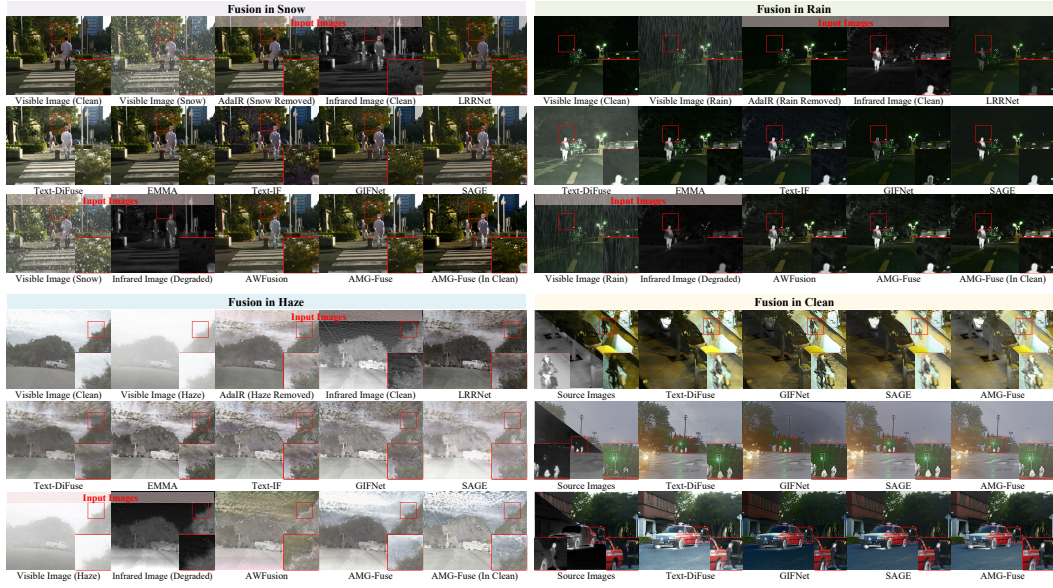 Fusion in Snow
Input Images
Visible Image (Clean) Visible Image (Snow) AdaIR (Snow Removed) Infrared Image (Clean) LRRNet
Text-DiFuse EMMA Text-IF GIFNet SAGE
Input Images
Visible Image (Snow) Infrared Image (Degraded) AWFusion AMG-Fuse AMG-Fuse (In Clean)
Fusion in Rain
Input Images
Visible Image (Clean) Visible Image (Rain) AdaIR (Rain Removed) Infrared Image (Clean) LRRNet
Text-DiFuse EMMA Text-IF GIFNet SAGE
Input Images
Visible Image (Rain) Infrared Image (Degraded) AWFusion AMG-Fuse AMG-Fuse (In Clean)
Fusion in Haze
Input Images
Visible Image (Clean) Visible Image (Haze) AdaIR (Haze Removed) Infrared Image (Clean) LRRNet
Text-DiFuse EMMA Text-IF GIFNet SAGE
Input Images
Visible Image (Haze) Infrared Image (Degraded) AWFusion AMG-Fuse AMG-Fuse (In Clean)
Fusion in Clean
Source Images Text-DiFuse GIFNet SAGE AMG-Fuse
Source Images Text-DiFuse GIFNet SAGE AMG-Fuse
Source Images Text-DiFuse GIFNet SAGE AMG-Fuse